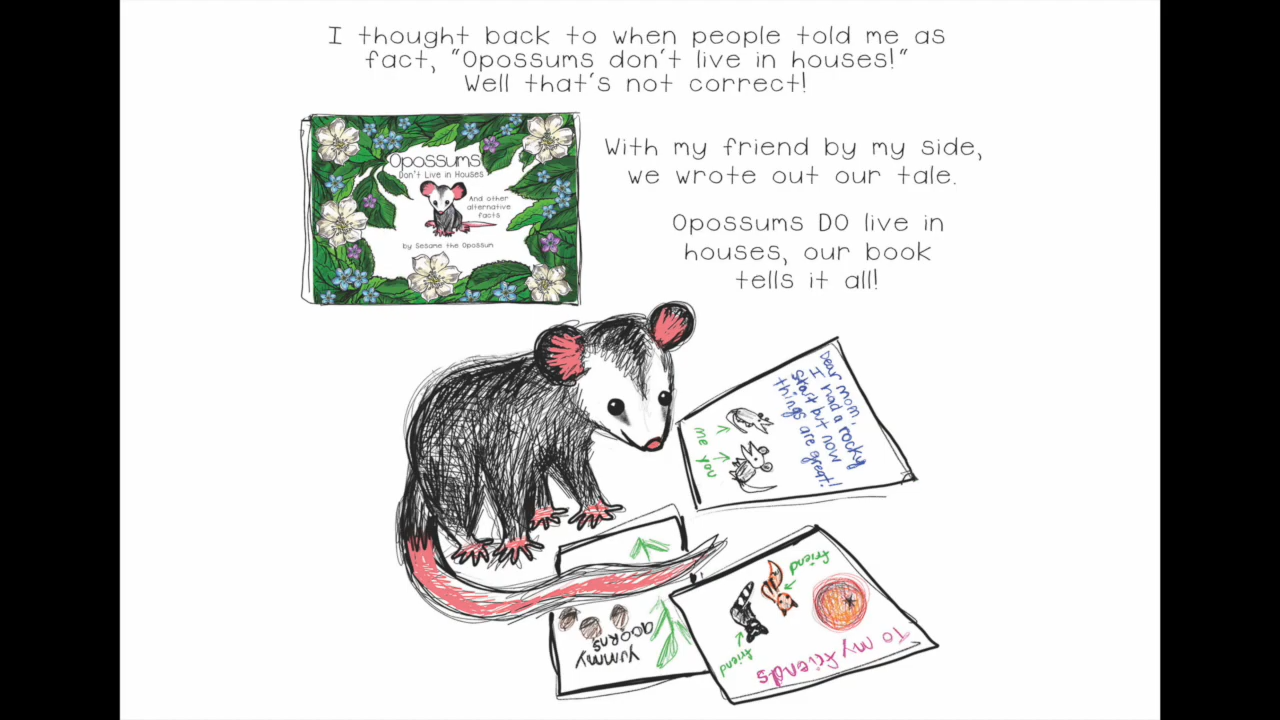 I thought back to when people told me as
fact, "Opossums don't live in houses!"
Well that's not correct!
Opossums
Don't Live in Houses
And other
alternative
facts
by Sesame the Opossum
With my friend by my side,
we wrote out our tale.
Opossums DO live in
houses, our book
tells it all!
Dear mom,
I had a rocky
start but now
things are great!
me you
yummy
acorns
To my friends
friend
friend